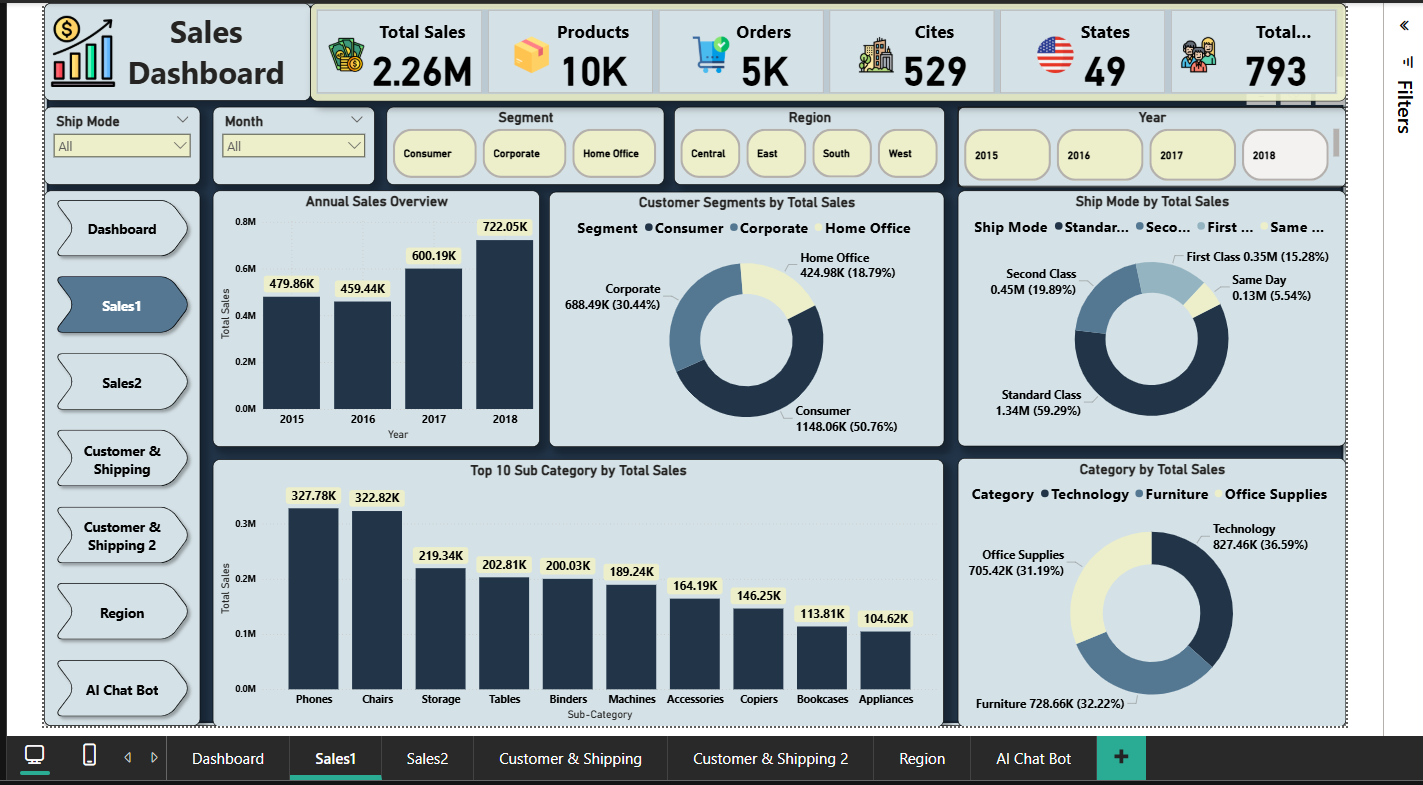 Sales
Dashboard
Total Sales
2.26M
Products
10K
Orders
5K
Cites
529
States
49
Total...
793
Filters
Ship Mode
All
Month
All
Segment
Consumer
Corporate
Home Office
Region
Central
East
South
West
Year
2015
2016
2017
2018
Dashboard
Sales1
Sales2
Customer &
Shipping
Customer &
Shipping 2
Region
AI Chat Bot
Annual Sales Overview
Total Sales
0.8M
0.6M
0.4M
0.2M
0.0M
479.86K
459.44K
600.19K
722.05K
2015
2016
2017
2018
Year
Customer Segments by Total Sales
Segment Consumer Corporate Home Office
Home Office
424.98K (18.79%)
Corporate
688.49K (30.44%)
Consumer
1148.06K (50.76%)
Ship Mode by Total Sales
Ship Mode Standar... Seco... First ... Same ...
First Class 0.35M (15.28%)
Second Class
0.45M (19.89%)
Same Day
0.13M (5.54%)
Standard Class
1.34M (59.29%)
Top 10 Sub Category by Total Sales
Total Sales
0.3M
0.2M
0.1M
0.0M
327.78K
322.82K
219.34K
202.81K
200.03K
189.24K
164.19K
146.25K
113.81K
104.62K
Phones
Chairs
Storage
Tables
Binders
Machines
Accessories
Copiers
Bookcases
Appliances
Sub-Category
Category by Total Sales
Category Technology Furniture Office Supplies
Technology
827.46K (36.59%)
Office Supplies
705.42K (31.19%)
Furniture 728.66K (32.22%)
Dashboard
Sales1
Sales2
Customer & Shipping
Customer & Shipping 2
Region
AI Chat Bot